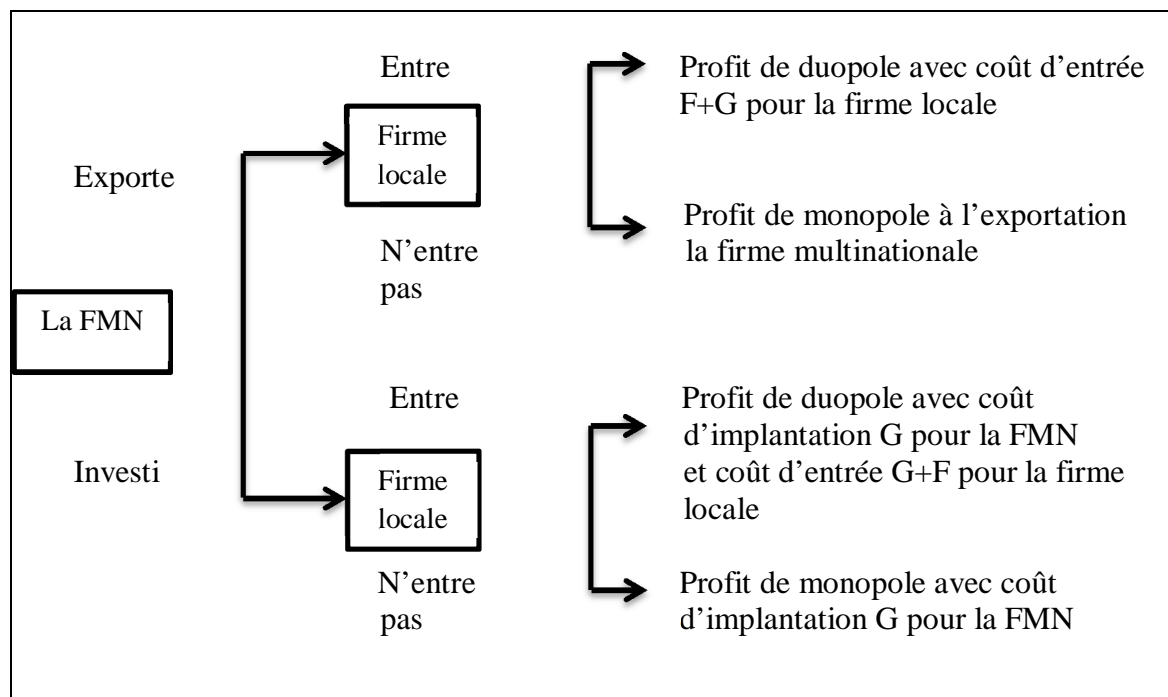 Entre
Profit de duopole avec coût d’entrée
F+G pour la firme locale
Firme
locale
Exporte
Profit de monopole à l’exportation
la firme multinationale
N’entre
pas
La FMN
Entre
Profit de duopole avec coût
d’implantation G pour la FMN
et coût d’entrée G+F pour la firme
locale
Investi
Firme
locale
N’entre
pas
Profit de monopole avec coût
d’implantation G pour la FMN